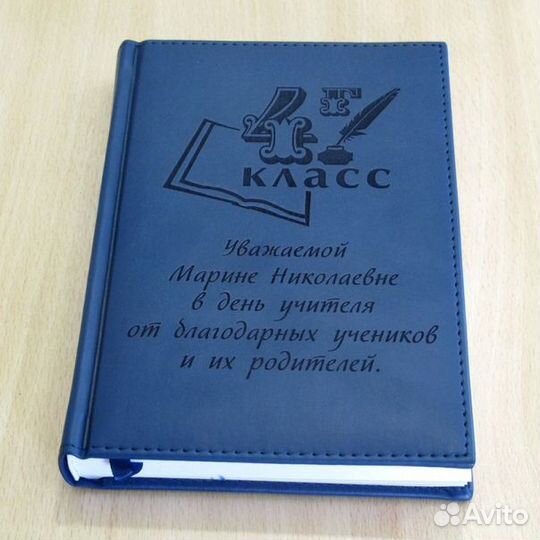 4 "Г"
КЛАСС
Уважаемой
Марине Николаевне
в день учителя
от благодарных учеников
и их родителей.
Avito